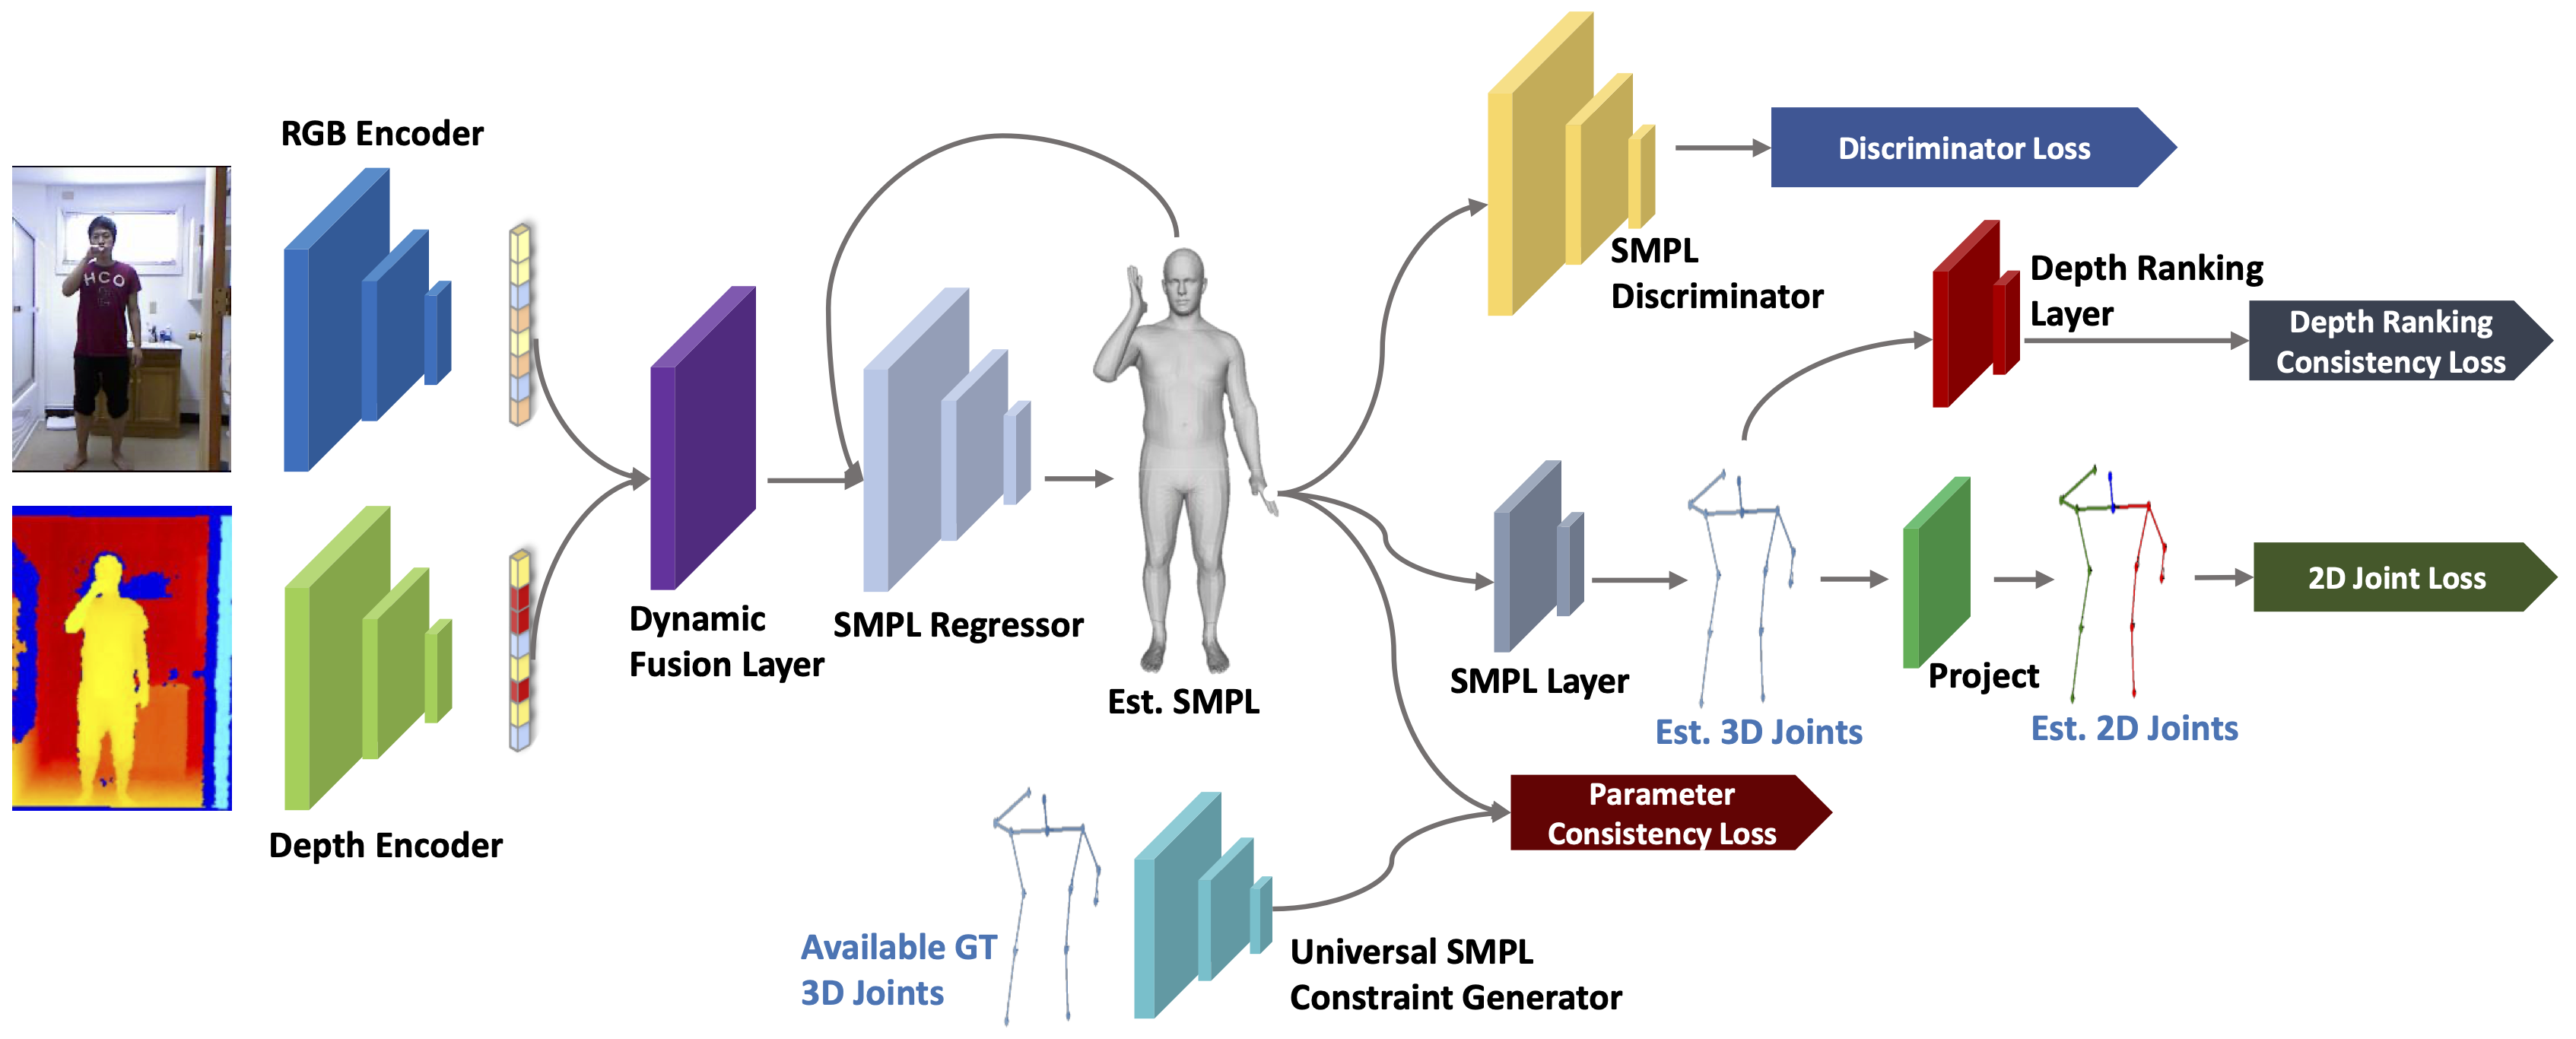 RGB Encoder
HCO
Depth Encoder
Dynamic
Fusion Layer
SMPL Regressor
Est. SMPL
SMPL
Discriminator
Discriminator Loss
Depth Ranking
Layer
Depth Ranking
Consistency Loss
SMPL Layer
Est. 3D Joints
Project
Est. 2D Joints
2D Joint Loss
Parameter
Consistency Loss
Available GT
3D Joints
Universal SMPL
Constraint Generator